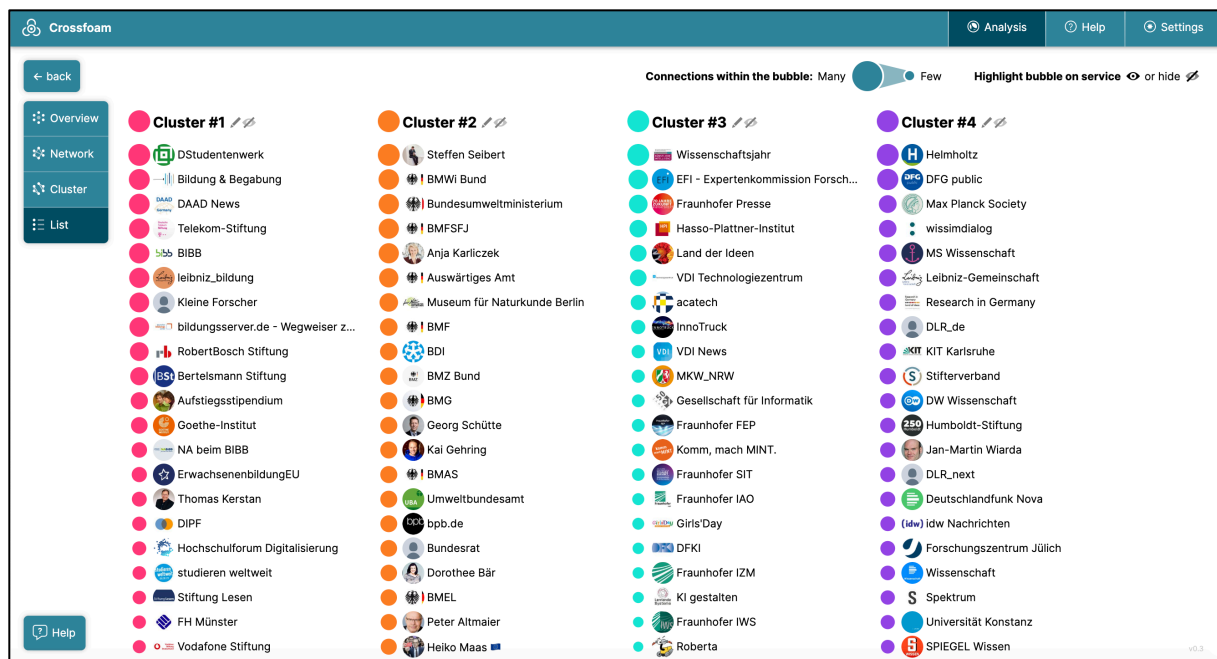 Crossfoam
Analysis
Help
Settings
← back
Connections within the bubble: Many Few
Highlight bubble on service or hide
Overview
Network
Cluster
List
Cluster #1
DStudentenwerk
Bildung & Begabung
DAAD News
Telekom-Stiftung
BIBB
leibniz_bildung
Kleine Forscher
bildungsserver.de - Wegweiser z...
RobertBosch Stiftung
Bertelsmann Stiftung
Aufstiegsstipendium
Goethe-Institut
NA beim BIBB
ErwachsenenbildungEU
Thomas Kerstan
DIPF
Hochschulforum Digitalisierung
studieren weltweit
Stiftung Lesen
FH Münster
Vodafone Stiftung
Cluster #2
Steffen Seibert
BMWi Bund
Bundesumweltministerium
BMFSFJ
Anja Karliczek
Auswärtiges Amt
Museum für Naturkunde Berlin
BMF
BDI
BMZ Bund
BMG
Georg Schütte
Kai Gehring
BMAS
Umweltbundesamt
bpb.de
Bundesrat
Dorothee Bär
BMEL
Peter Altmaier
Heiko Maas
Cluster #3
Wissenschaftsjahr
EFI - Expertenkommission Forsch...
Fraunhofer Presse
Hasso-Plattner-Institut
Land der Ideen
VDI Technologiezentrum
acatech
InnoTruck
VDI News
MKW_NRW
Gesellschaft für Informatik
Fraunhofer FEP
Komm, mach MINT.
Fraunhofer SIT
Fraunhofer IAO
Girls'Day
DFKI
Fraunhofer IZM
KI gestalten
Fraunhofer IWS
Roberta
Cluster #4
Helmholtz
DFG public
Max Planck Society
wissimdialog
MS Wissenschaft
Leibniz-Gemeinschaft
Research in Germany
DLR_de
KIT Karlsruhe
Stifterverband
DW Wissenschaft
Humboldt-Stiftung
Jan-Martin Wiarda
DLR_next
Deutschlandfunk Nova
(idw) idw Nachrichten
Forschungszentrum Jülich
Wissenschaft
Spektrum
Universität Konstanz
SPIEGEL Wissen
Help
v0.3